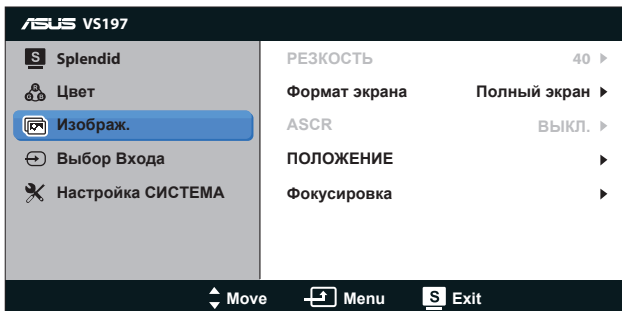 ASUS VS197
S Splendid
Цвет
Изображ.
Выбор Входа
Настройка СИСТЕМА
РЕЗКОСТЬ 40
Формат экрана Полный экран
ASCR ВЫКЛ.
ПОЛОЖЕНИЕ
Фокусировка
Move Menu S Exit